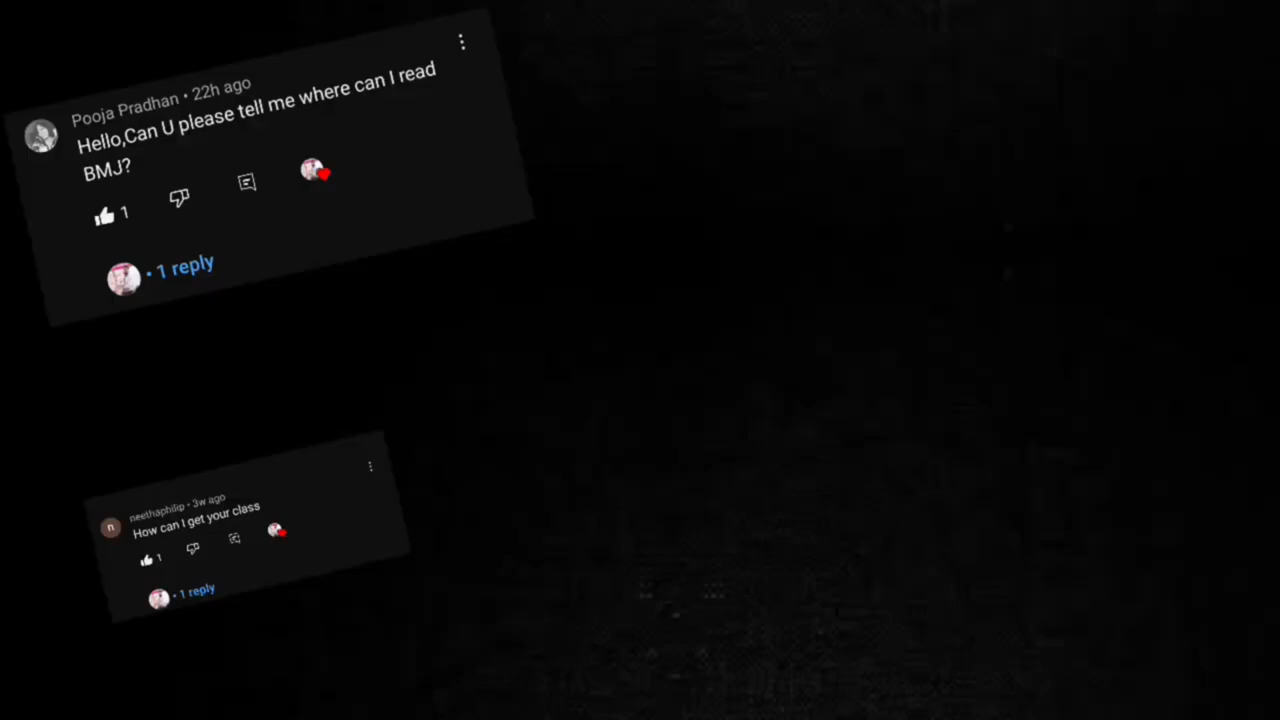 Pooja Pradhan • 22h ago
Hello,Can U please tell me where can I read
BMJ?
1
• 1 reply
n
neethaphilip • 3w ago
How can I get your class
1
• 1 reply